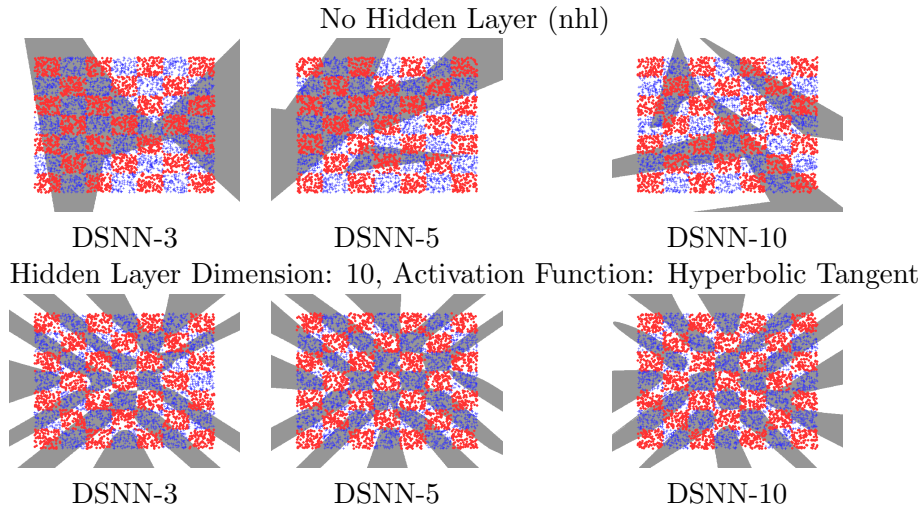 No Hidden Layer (nhl)
DSNN-3 DSNN-5 DSNN-10
Hidden Layer Dimension: 10, Activation Function: Hyperbolic Tangent
DSNN-3 DSNN-5 DSNN-10